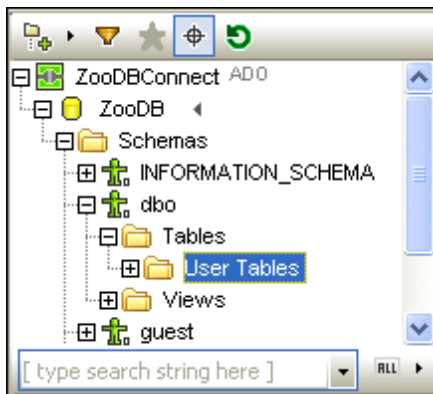 ZooDBConnect ADO
ZooDB
Schemas
INFORMATION_SCHEMA
dbo
Tables
User Tables
Views
guest
[ type search string here ] ALL